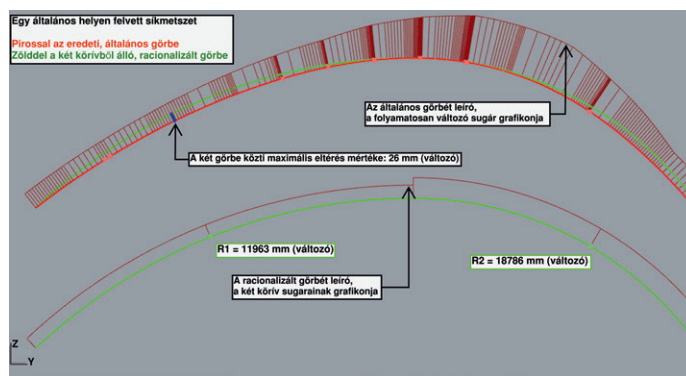 Egy általános helyen felvett síkmetszet
Pirossal az eredeti, általános görbe
Zölddel a két körívből álló, racionalizált görbe
Az általános görbét leíró,
a folyamatosan változó sugár grafikonja
A két görbe közti maximális eltérés mértéke: 26 mm (változó)
R1 = 11963 mm (változó)
R2 = 18786 mm (változó)
A racionalizált görbét leíró,
a két körív sugarainak grafikonja
Z
Y